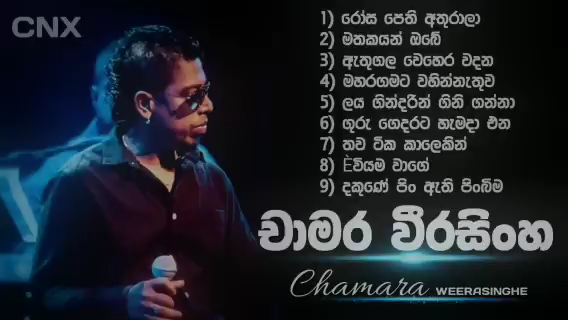 CNX
1) රෝස පෙති අතුරාලා
2) මතකයන් ඔබේ
3) ඇතුගල වෙහෙර වදන
4) මහරගමට වහින්නැතුව
5) ලය ගින්දරින් ගිනි ගන්නා
6) ගුරු ගෙදරට හැමදා එන
7) තව ටික කාලෙකින්
8) Èවියම වාගේ
9) දකුණේ පිං ඇති පිංබිම
චාමර වීරසිංහ
Chamara WEERASINGHE